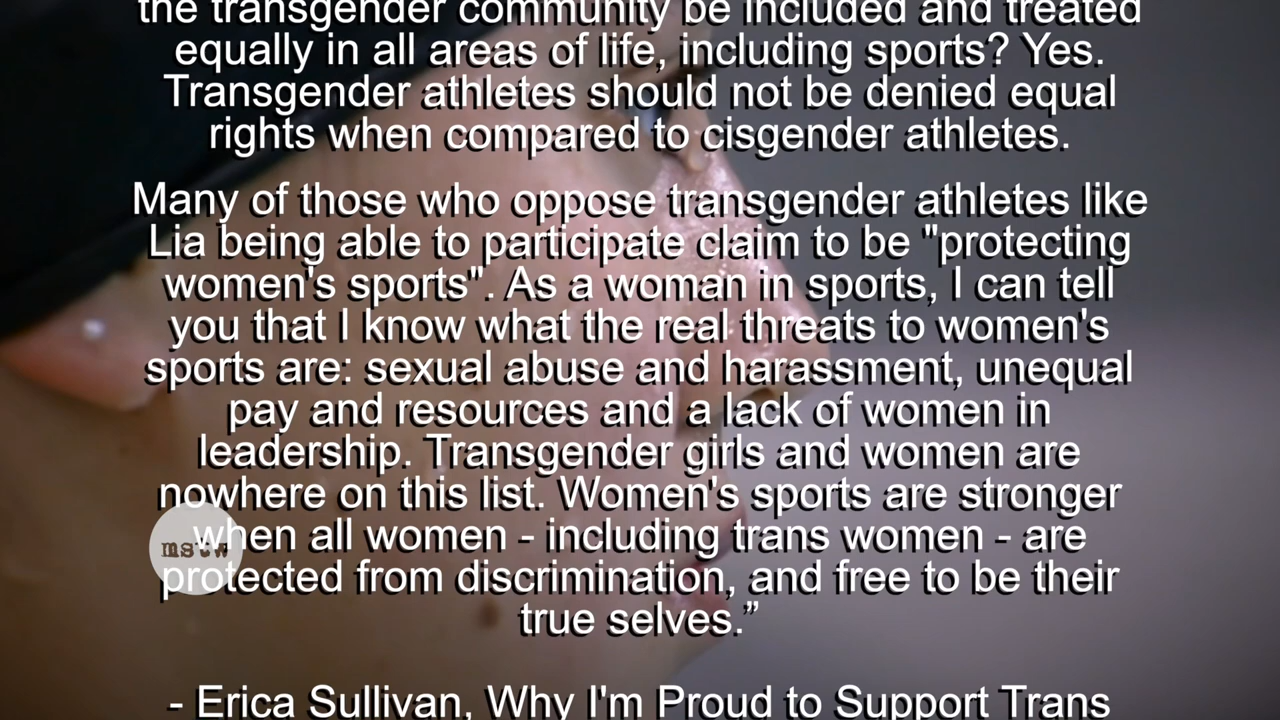 the transgender community be included and treated
equally in all areas of life, including sports? Yes.
Transgender athletes should not be denied equal
rights when compared to cisgender athletes.
Many of those who oppose transgender athletes like
Lia being able to participate claim to be "protecting
women's sports". As a woman in sports, I can tell
you that I know what the real threats to women's
sports are: sexual abuse and harassment, unequal
pay and resources and a lack of women in
leadership. Transgender girls and women are
nowhere on this list. Women's sports are stronger
when all women - including trans women - are
protected from discrimination, and free to be their
true selves.”
- Erica Sullivan, Why I'm Proud to Support Trans